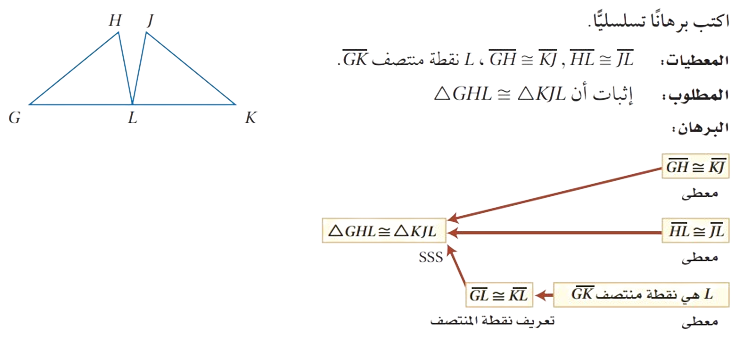 اكتب برهانًا تسلسليًّا.
المعطيات: L ، GH ≅ KJ , HL ≅ JL نقطة منتصف GK.
المطلوب: إثبات أن △GHL ≅ △KJL
البرهان:
H J
G L K
GH ≅ KJ
معطى
HL ≅ JL
معطى
△GHL ≅ △KJL
SSS
L هي نقطة منتصف GK
معطى
GL ≅ KL
تعريف نقطة المنتصف